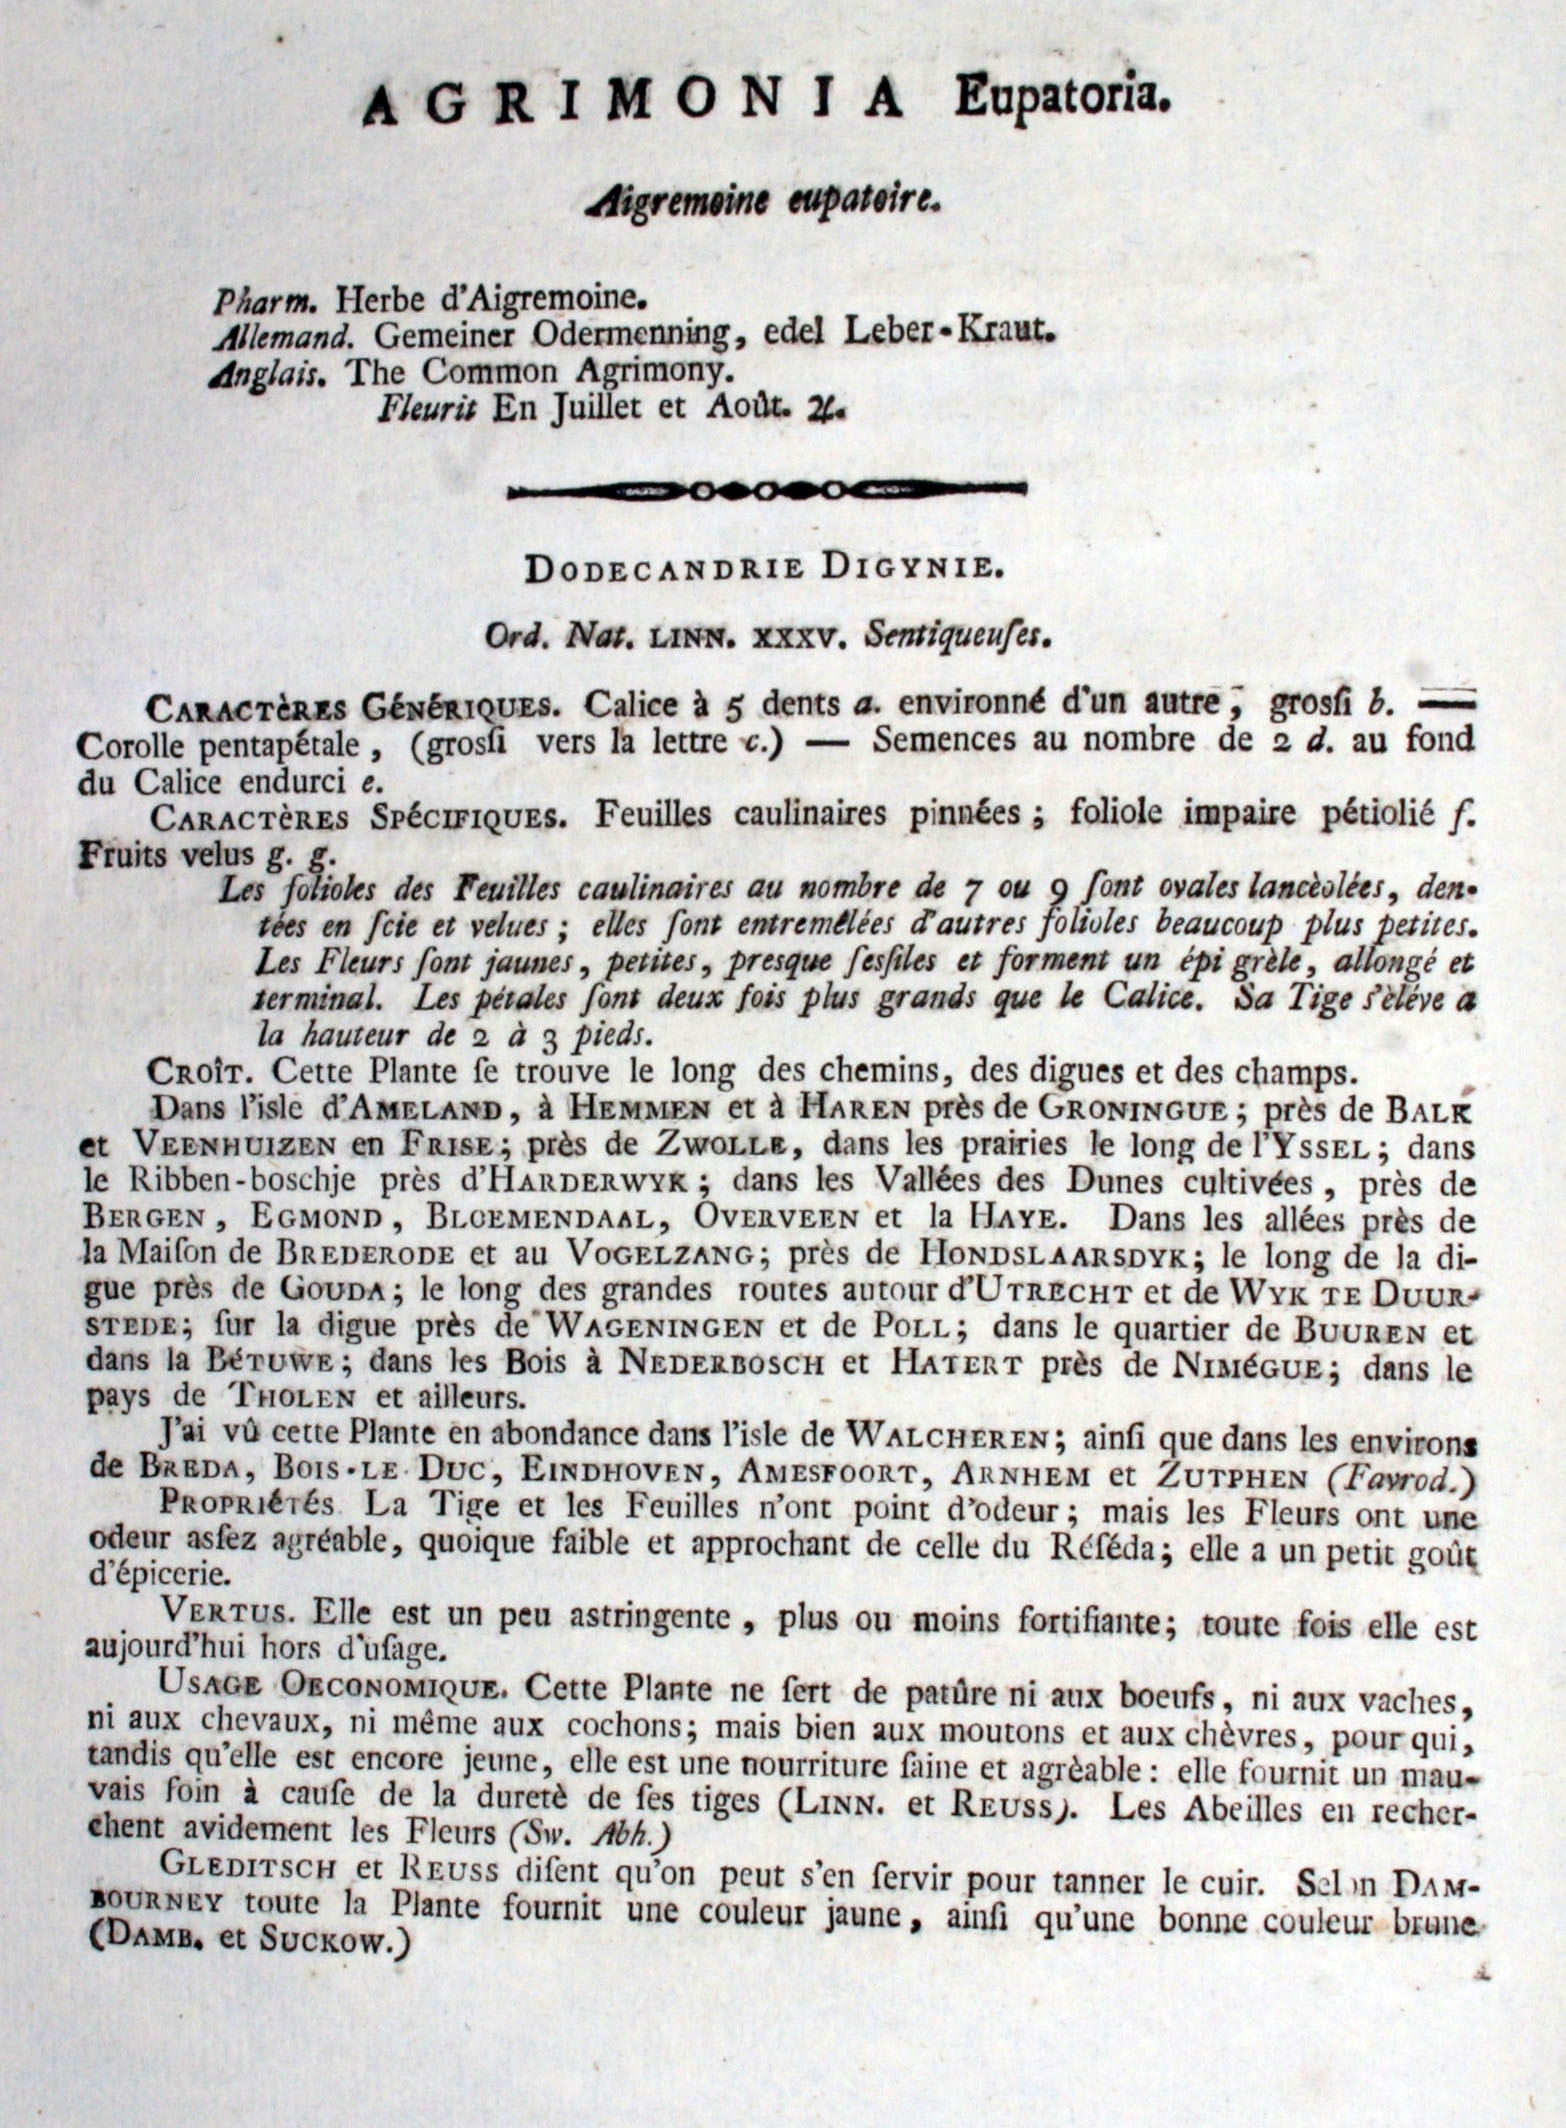 AGRIMONIA Eupatoria.
Aigremoine eupatoire.
Pharm. Herbe d'Aigremoine.
Allemand. Gemeiner Odermenning, edel Leber-Kraut.
Anglais. The Common Agrimony.
Fleurit En Juillet et Août. ♃.
DODECANDRIE DIGYNIE.
Ord. Nat. LINN. XXXV. Sentiqueuſes.
CARACTèRES GéNéRIQUES. Calice à 5 dents a. environné d'un autre, grosſi b. —
Corolle pentapétale, (grosſi vers la lettre c.) — Semences au nombre de 2 d. au fond
du Calice endurci e.
CARACTèRES SPéCIFIQUES. Feuilles caulinaires pinnées; foliole impaire pétiolié f.
Fruits velus g. g.
Les folioles des Feuilles caulinaires au nombre de 7 ou 9 ſont ovales lancèolées, den-
tées en ſcie et velues; elles ſont entremêlées d'autres folioles beaucoup plus petites.
Les Fleurs ſont jaunes, petites, presque ſesſiles et forment un épi grèle, allongé et
terminal. Les pétales ſont deux fois plus grands que le Calice. Sa Tige s'èléve a
la hauteur de 2 à 3 pieds.
CROîT. Cette Plante ſe trouve le long des chemins, des digues et des champs.
Dans l'isle d'AMELAND, à HEMMEN et à HAREN près de GRONINGUE; près de BALK
et VEENHUIZEN en FRISE; près de ZWOLLE, dans les prairies le long de l'YSSEL; dans
le Ribben-boschje près d'HARDERWYK; dans les Vallées des Dunes cultivées, près de
BERGEN, EGMOND, BLOEMENDAAL, OVERVEEN et la HAYE. Dans les allées près de
la Maiſon de BREDERODE et au VOGELZANG; près de HONDSLAARSDYK; le long de la di-
gue près de GOUDA; le long des grandes routes autour d'UTRECHT et de WYK TE DUUR-
STEDE; ſur la digue près de WAGENINGEN et de POLL; dans le quartier de BUUREN et
dans la BéTUWE; dans les Bois à NEDERBOSCH et HATERT près de NIMéGUE; dans le
pays de THOLEN et ailleurs.
J'ai vû cette Plante en abondance dans l'isle de WALCHEREN; ainſi que dans les environs
de BREDA, BOIS-LE-DUC, EINDHOVEN, AMESFOORT, ARNHEM et ZUTPHEN (Favrod.)
PROPRIéTéS. La Tige et les Feuilles n'ont point d'odeur; mais les Fleurs ont une
odeur asſez agréable, quoique faible et approchant de celle du Réſéda; elle a un petit goût
d'épicerie.
VERTUS. Elle est un peu astringente, plus ou moins fortifiante; toute fois elle est
aujourd'hui hors d'uſage.
USAGE OECONOMIQUE. Cette Plante ne ſert de patûre ni aux boeufs, ni aux vaches,
ni aux chevaux, ni même aux cochons; mais bien aux moutons et aux chèvres, pour qui,
tandis qu'elle est encore jeune, elle est une nourriture ſaine et agrèable: elle fournit un mau-
vais foin à cauſe de la duretè de ſes tiges (LINN. et REUSS). Les Abeilles en recher-
chent avidement les Fleurs (Sw. Abh.)
GLEDITSCH et REUSS diſent qu'on peut s'en ſervir pour tanner le cuir. Selon DAM-
BOURNEY toute la Plante fournit une couleur jaune, ainſi qu'une bonne couleur brune
(DAMB. et SUCKOW.)